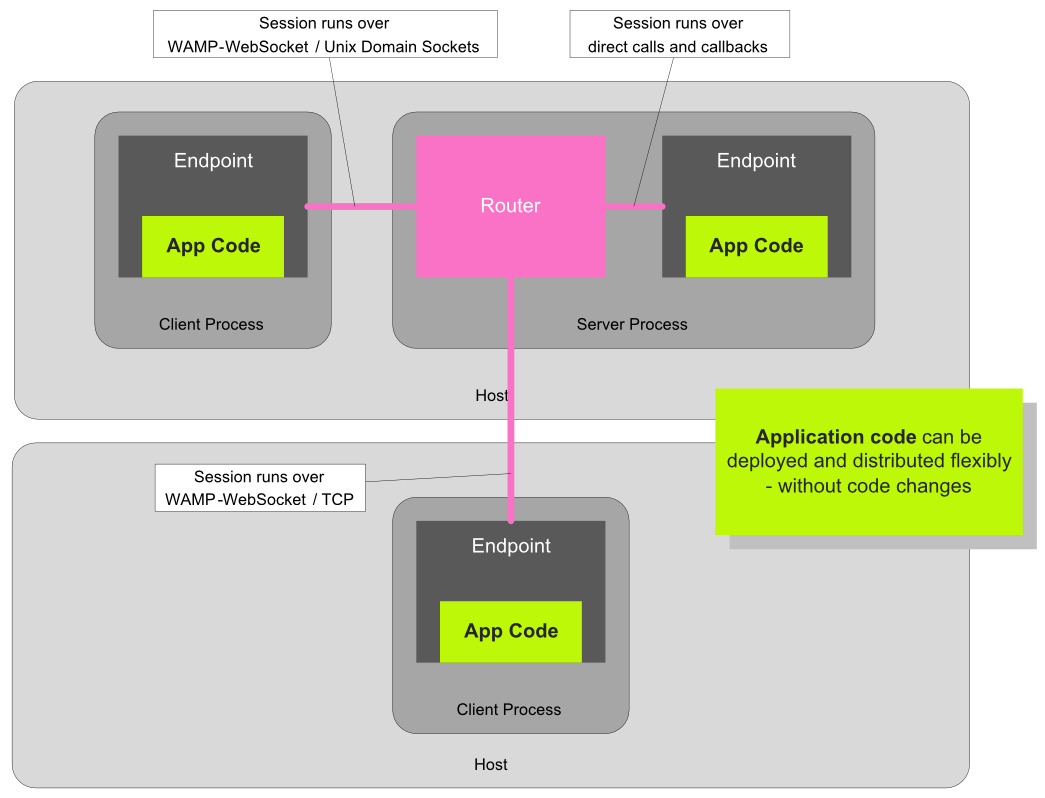 Session runs over
WAMP-WebSocket / Unix Domain Sockets
Session runs over
direct calls and callbacks
Endpoint
App Code
Client Process
Router
Endpoint
App Code
Server Process
Host
Application code can be
deployed and distributed flexibly
- without code changes
Session runs over
WAMP-WebSocket / TCP
Endpoint
App Code
Client Process
Host